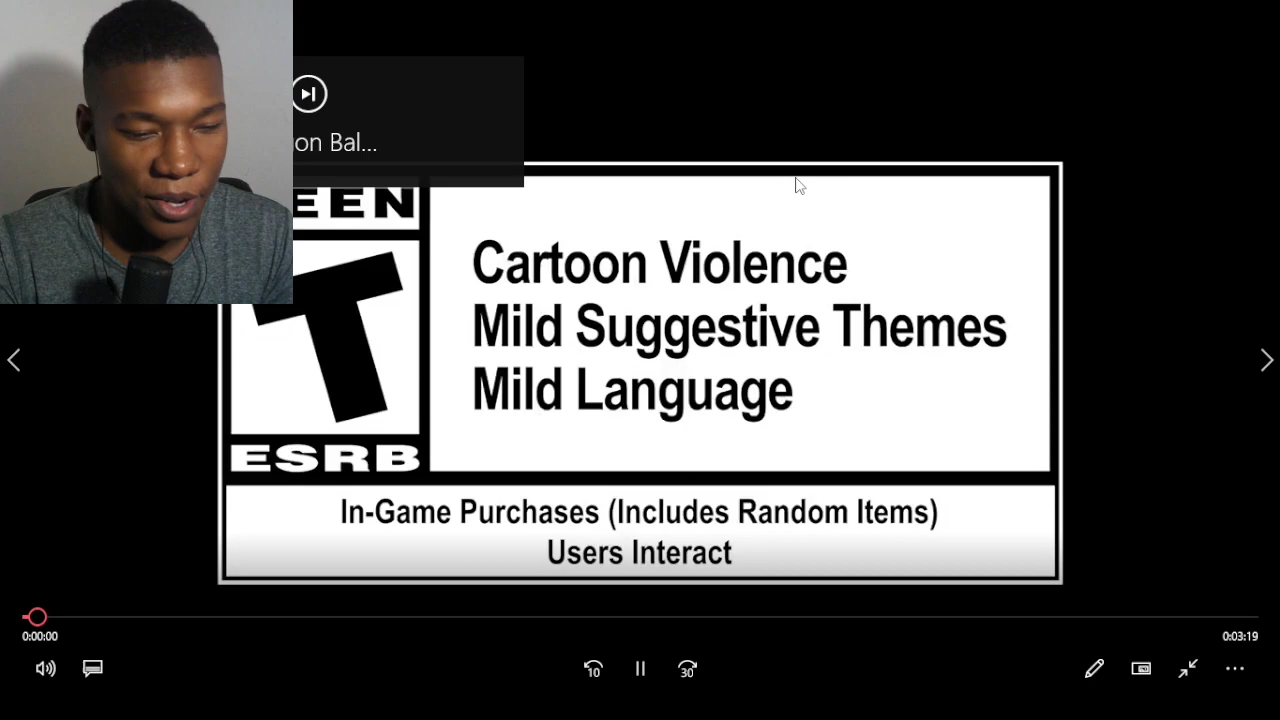 on Bal...
EEN
T
ESRB
Cartoon Violence
Mild Suggestive Themes
Mild Language
In-Game Purchases (Includes Random Items)
Users Interact
0:00:00
0:03:19
10
30